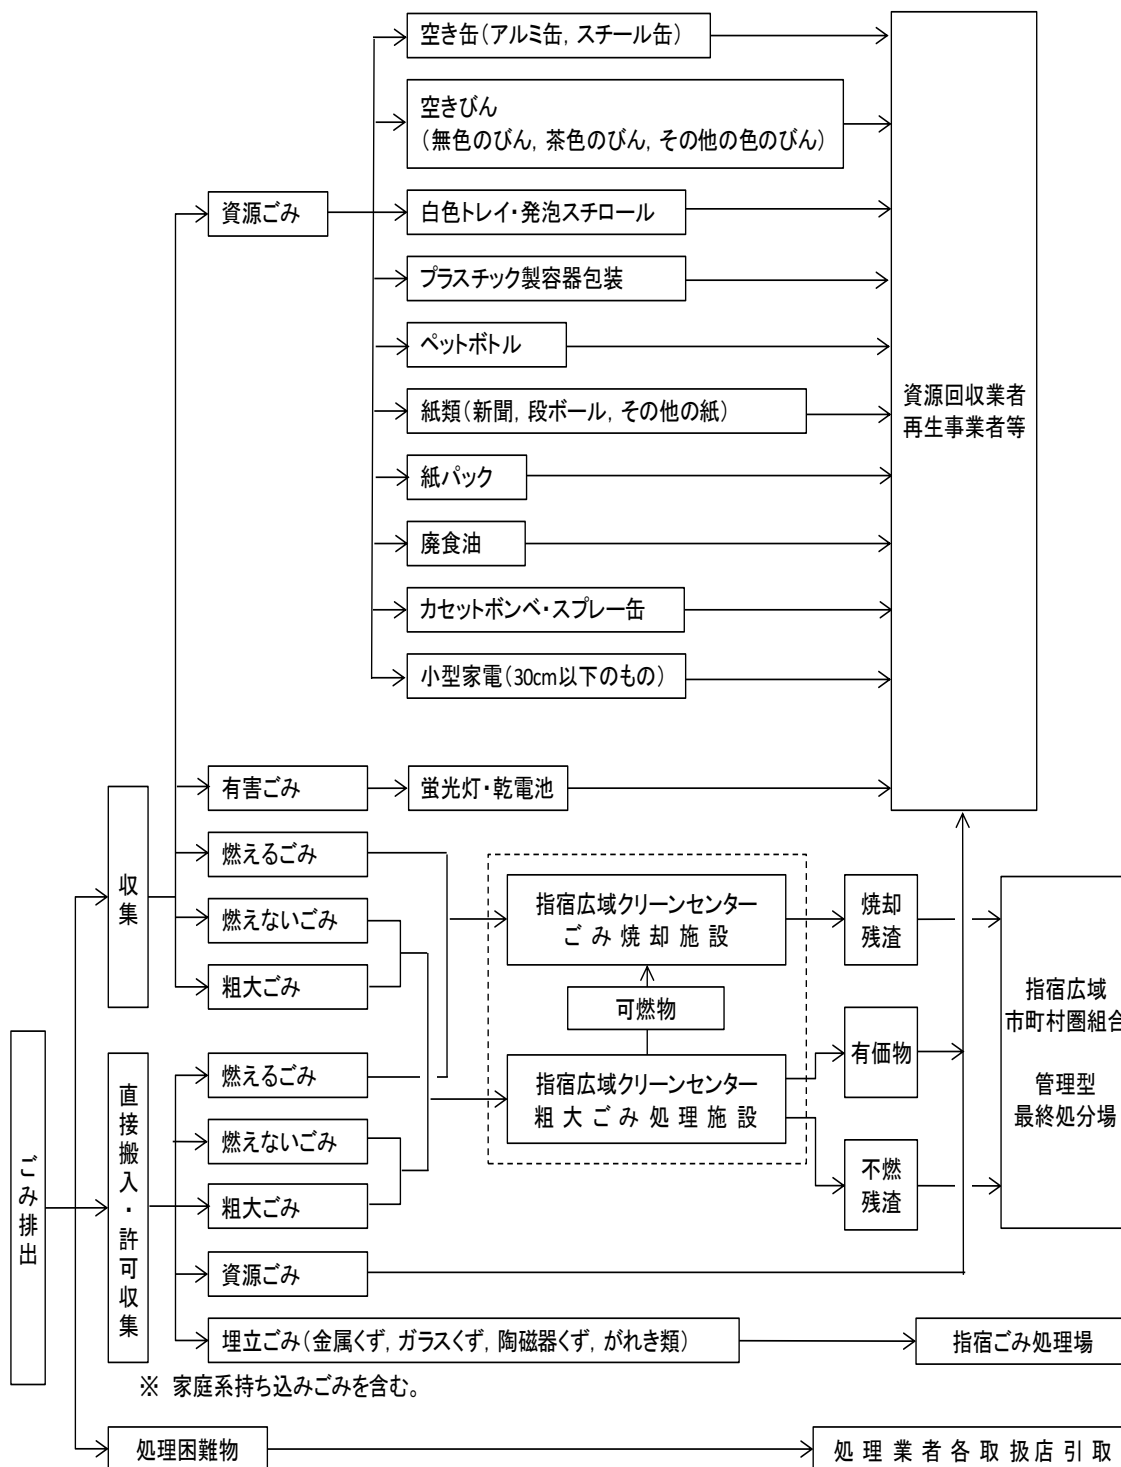 空き缶（アルミ缶，スチール缶）
空きびん
（無色のびん，茶色のびん，その他の色のびん）
資源ごみ
白色トレイ・発泡スチロール
プラスチック製容器包装
ペットボトル
紙類（新聞，段ボール，その他の紙）
紙パック
廃食油
カセットボンベ・スプレー缶
小型家電（30cm以下のもの）
資源回収業者
再生事業者等
有害ごみ
蛍光灯・乾電池
収集
燃えるごみ
燃えないごみ
粗大ごみ
指宿広域クリーンセンター
ごみ焼却施設
焼却
残渣
可燃物
指宿広域クリーンセンター
粗大ごみ処理施設
有価物
不燃
残渣
指宿広域
市町村圏組合
管理型
最終処分場
ごみ排出
直接搬入・許可収集
燃えるごみ
燃えないごみ
粗大ごみ
資源ごみ
埋立ごみ（金属くず，ガラスくず，陶磁器くず，がれき類）
指宿ごみ処理場
※ 家庭系持ち込みごみを含む。
処理困難物
処理業者各取扱店引取